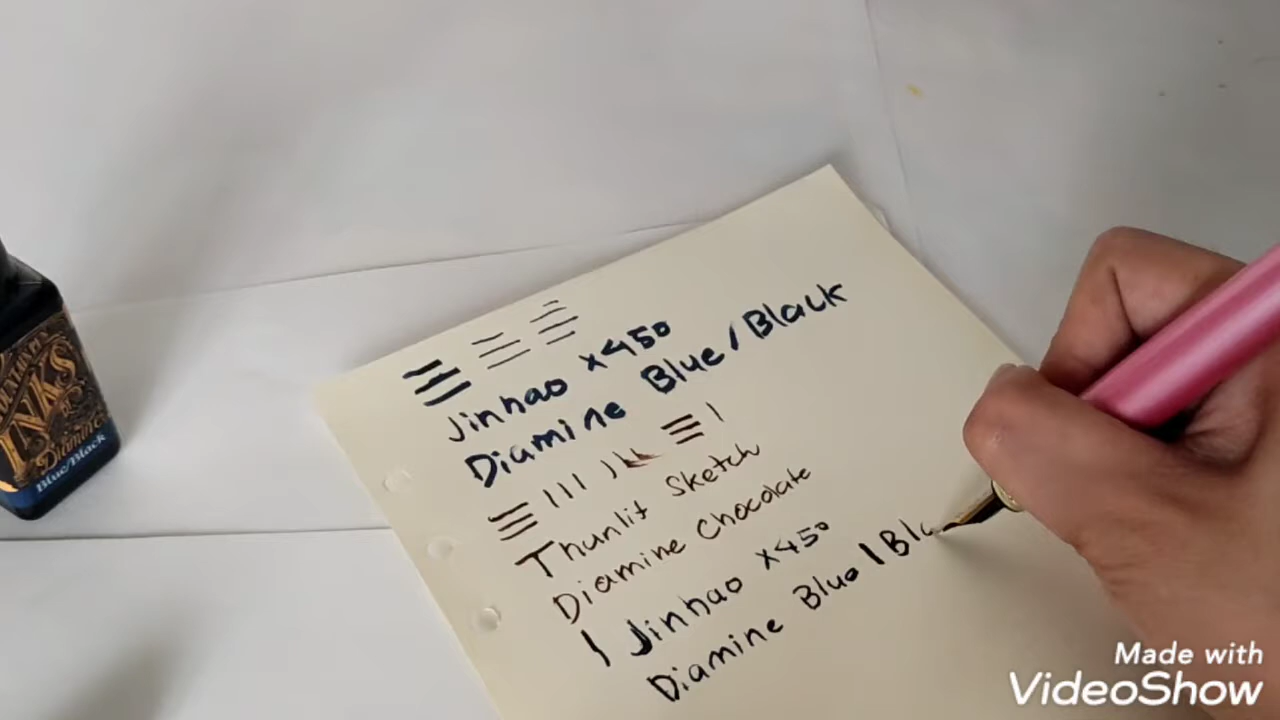 INKS
Diamine
Blue/Black
Jinhao x450
Diamine Blue/Black
Thunlit Sketch
Diamine Chocolate
Jinhao x450
Diamine Blue/Bla
Made with
VideoShow